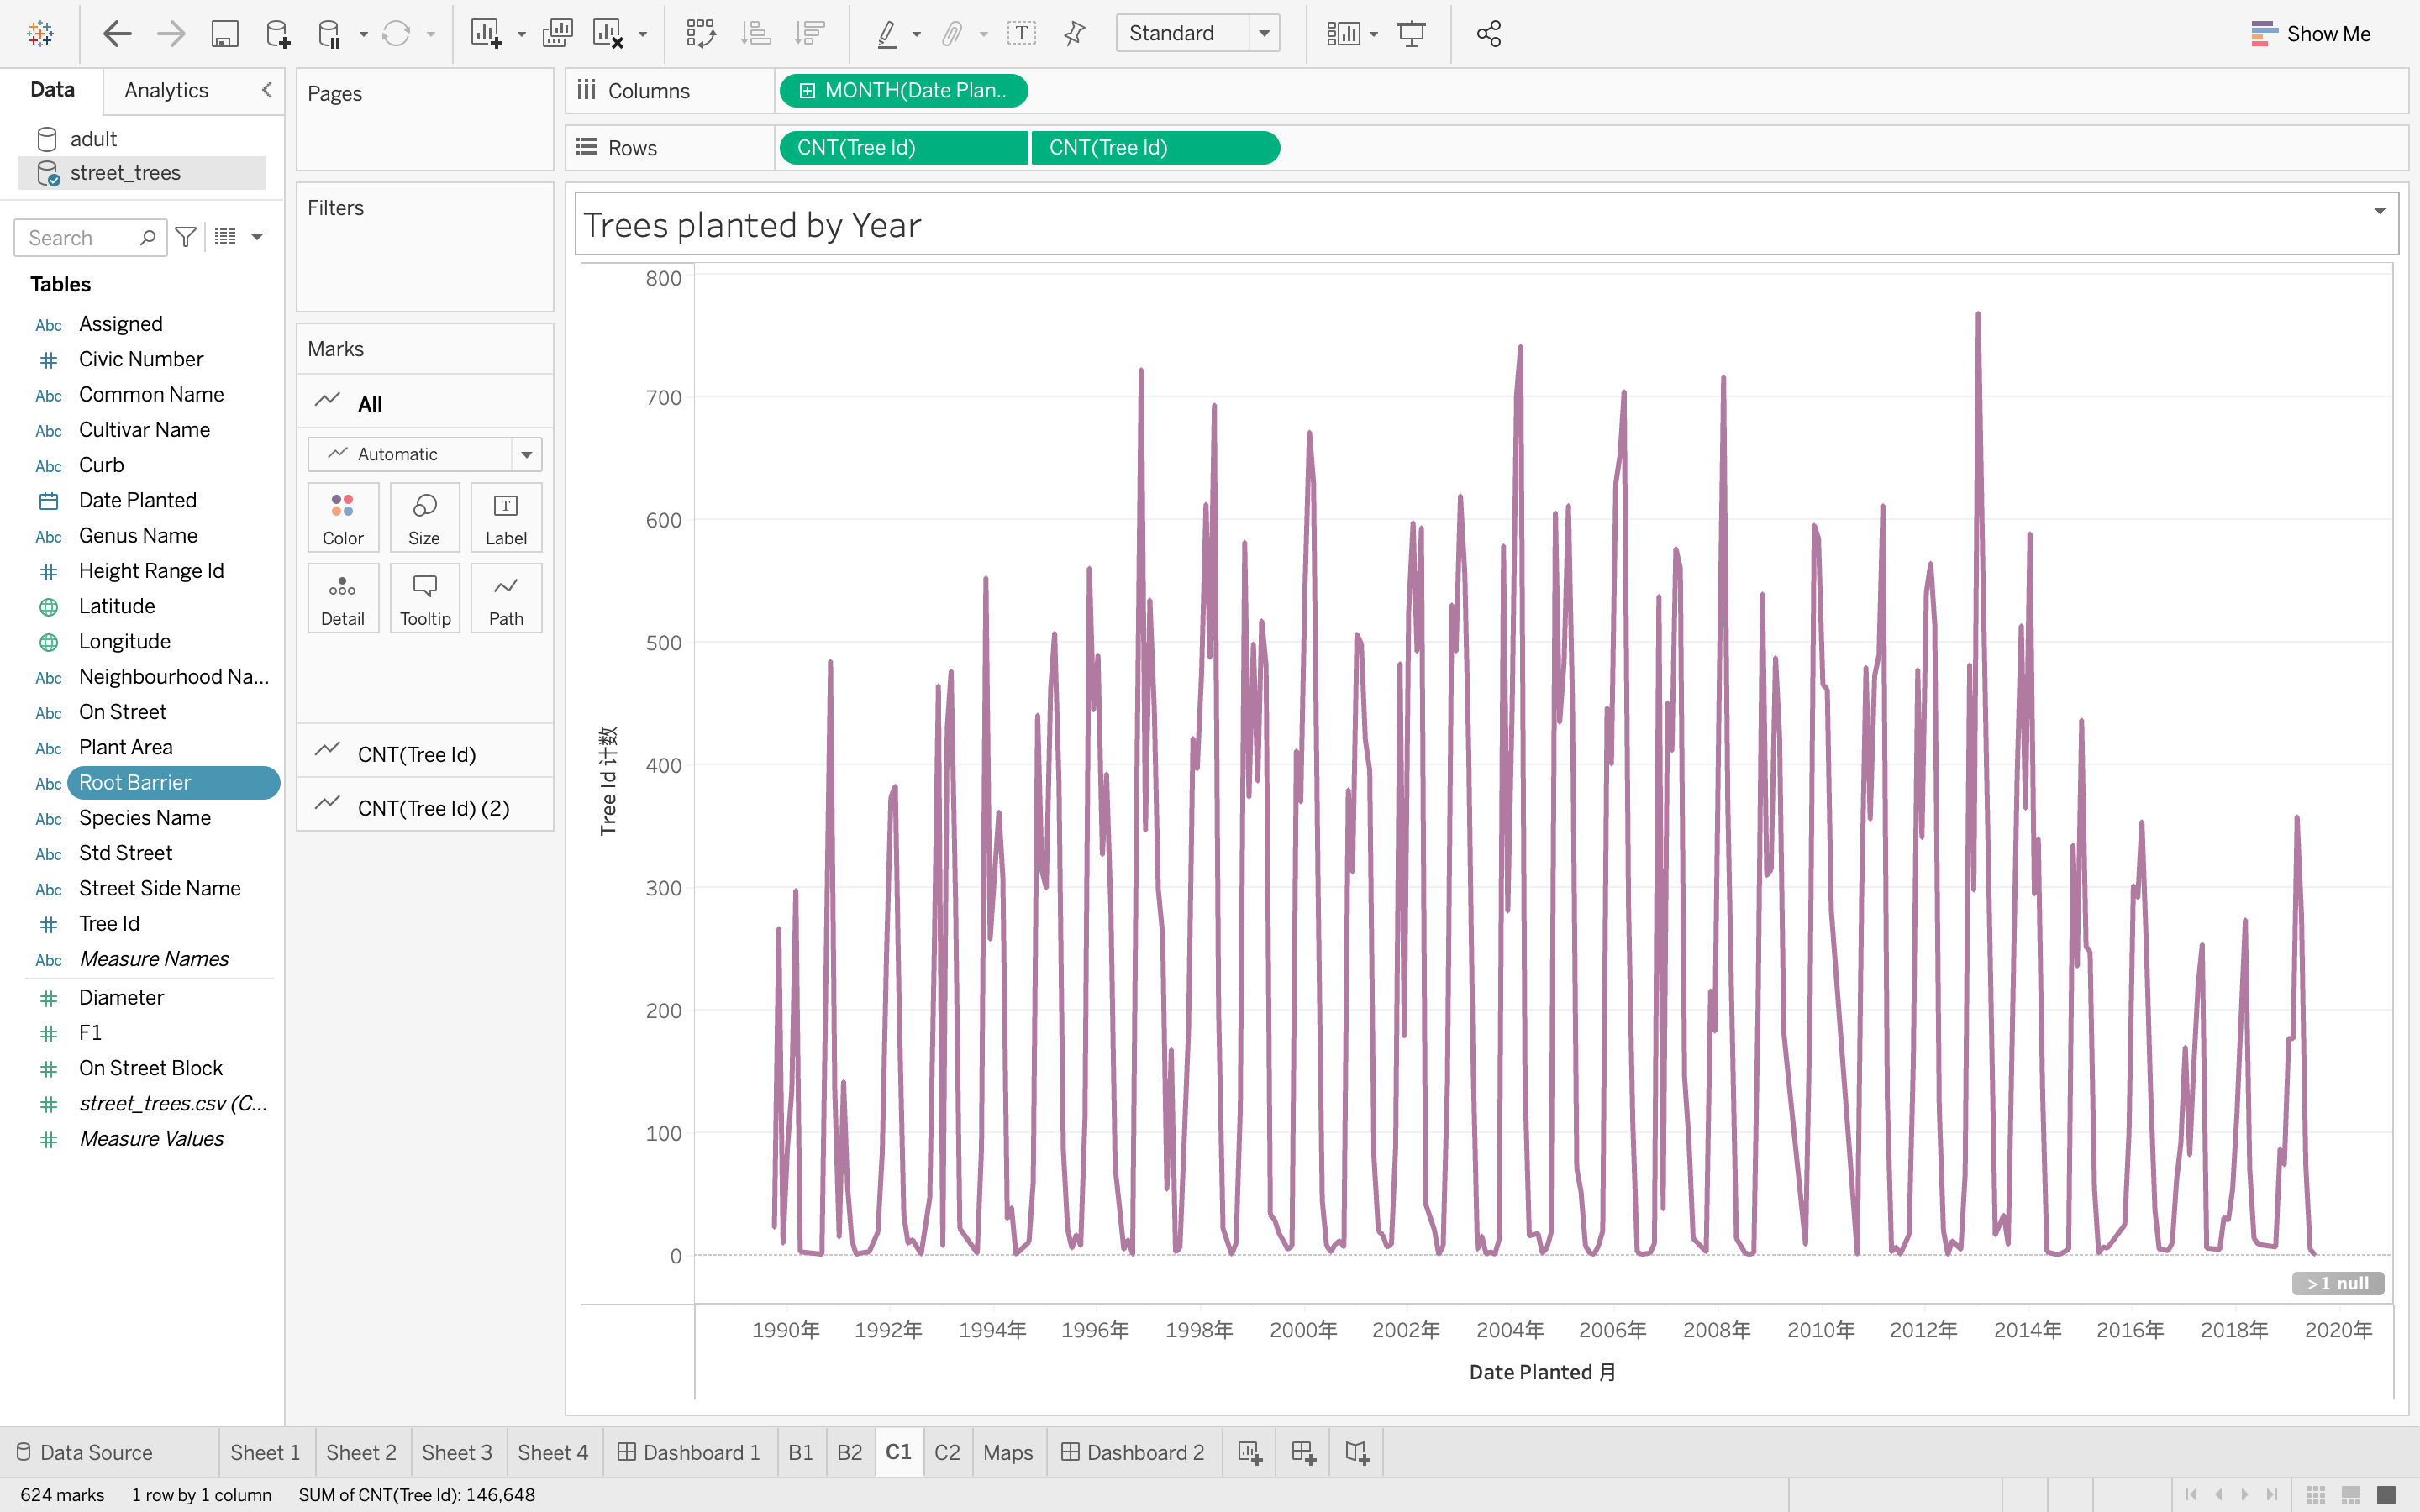 Standard
Show Me
Data
Analytics
adult
street_trees
Search
Tables
Abc Assigned
Civic Number
Abc Common Name
Abc Cultivar Name
Abc Curb
Date Planted
Abc Genus Name
Height Range Id
Latitude
Longitude
Abc Neighbourhood Na...
Abc On Street
Abc Plant Area
Abc Root Barrier
Abc Species Name
Abc Std Street
Abc Street Side Name
Tree Id
Abc Measure Names
Diameter
F1
On Street Block
street_trees.csv (C...
Measure Values
Pages
Filters
Marks
All
Automatic
Color
Size
Label
Detail
Tooltip
Path
CNT(Tree Id)
CNT(Tree Id) (2)
Columns
MONTH(Date Plan..
Rows
CNT(Tree Id)
CNT(Tree Id)
Trees planted by Year
800
700
600
500
400
300
200
100
0
Tree Id 计数
>1 null
1990年
1992年
1994年
1996年
1998年
2000年
2002年
2004年
2006年
2008年
2010年
2012年
2014年
2016年
2018年
2020年
Date Planted 月
Data Source
Sheet 1
Sheet 2
Sheet 3
Sheet 4
Dashboard 1
B1
B2
C1
C2
Maps
Dashboard 2
624 marks
1 row by 1 column
SUM of CNT(Tree Id): 146,648